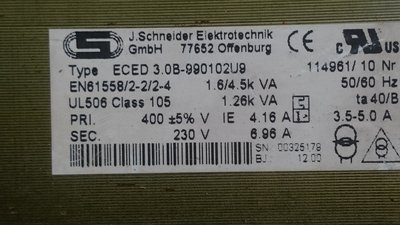 J.Schneider Elektrotechnik
GmbH 77652 Offenburg
CE
C US
Type ECED 3.0B-990102U9 114961/ 10 Nr
EN61558/2-2/2-4 1.6/4.5k VA 50/60 Hz
UL506 Class 105 1.26k VA ta 40/B
PRI. 400 ±5% V IE 4.16 A 3.5-5.0 A
SEC. 230 V 6.96 A
SN: 00325178
BJ.: 12.00